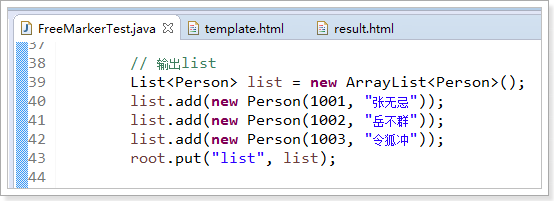 FreeMarkerTest.java template.html result.html
37
38 // 输出list
39 List<Person> list = new ArrayList<Person>();
40 list.add(new Person(1001, "张无忌"));
41 list.add(new Person(1002, "岳不群"));
42 list.add(new Person(1003, "令狐冲"));
43 root.put("list", list);
44